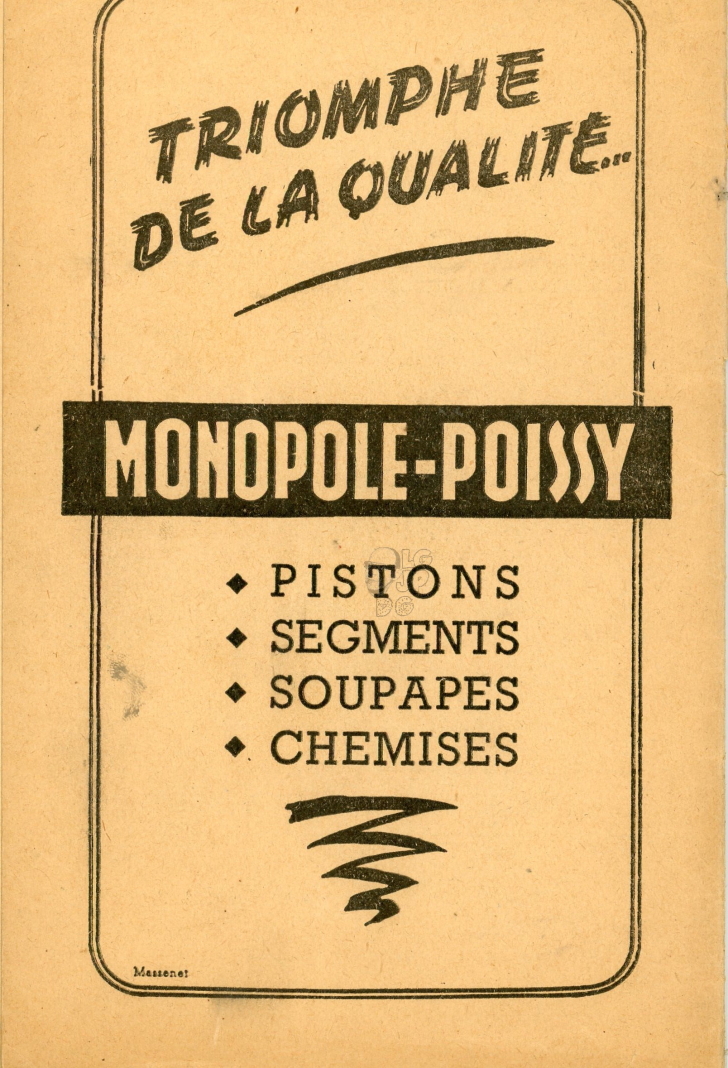 TRIOMPHE
DE LA QUALITÉ...
MONOPOLE-POISSY
◆ PISTONS
◆ SEGMENTS
◆ SOUPAPES
◆ CHEMISES
Massenet